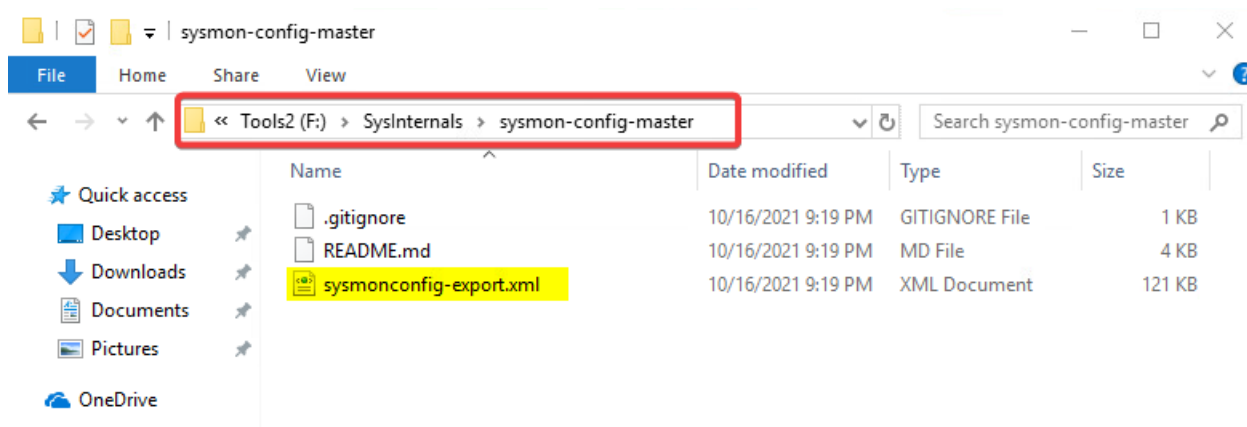 sysmon-config-master
File Home Share View
« Tools2 (F:) > SysInternals > sysmon-config-master Search sysmon-config-master
Name Date modified Type Size
Quick access
.gitignore 10/16/2021 9:19 PM GITIGNORE File 1 KB
Desktop
README.md 10/16/2021 9:19 PM MD File 4 KB
Downloads
sysmonconfig-export.xml 10/16/2021 9:19 PM XML Document 121 KB
Documents
Pictures
OneDrive